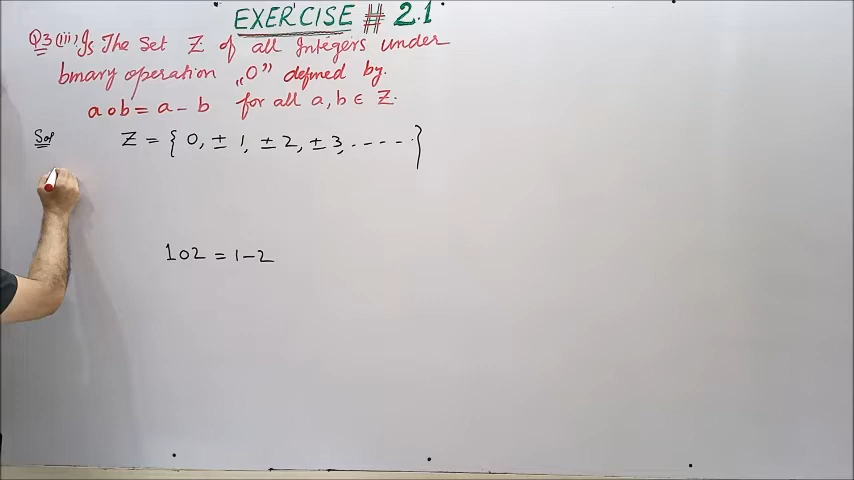 EXERCISE # 2.1
Q3 (iii) Is The Set Z of all Integers under
binary operation „O” defined by.
a o b = a - b for all a, b ∈ Z.
Sol Z = { 0, ± 1, ± 2, ± 3, ..... }
1 o 2 = 1 - 2